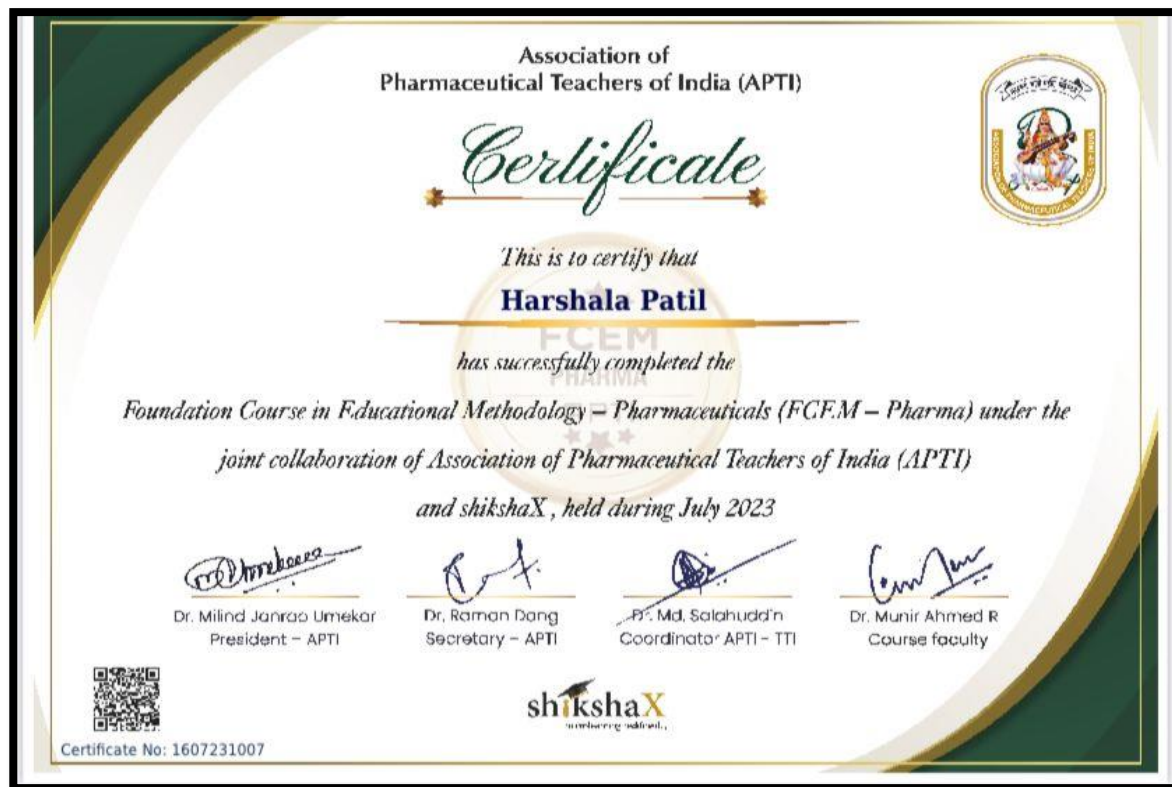 Association of
Pharmaceutical Teachers of India (APTI)
Certificate
This is to certify that
Harshala Patil
FCEM
PHARMA
has successfully completed the
Foundation Course in Educational Methodology – Pharmaceuticals (FCEM – Pharma) under the
joint collaboration of Association of Pharmaceutical Teachers of India (APTI)
and shikshaX , held during July 2023
Dr. Milind Janrao Umekar
President – APTI
Dr. Raman Dang
Secretary – APTI
Dr. Md. Salahuddin
Coordinator APTI – TTI
Dr. Munir Ahmed R
Course faculty
shikshaX
Certificate No: 1607231007